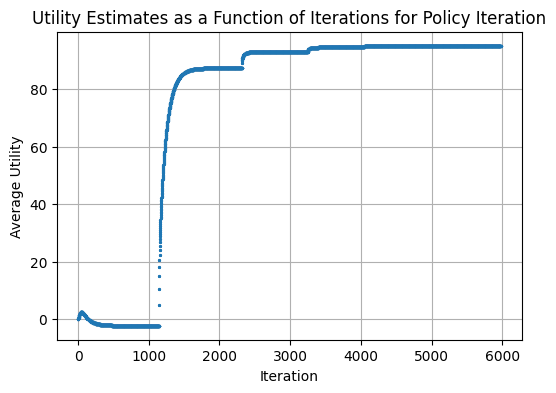 Utility Estimates as a Function of Iterations for Policy Iteration
Average Utility
80
60
40
20
0
0 1000 2000 3000 4000 5000 6000
Iteration